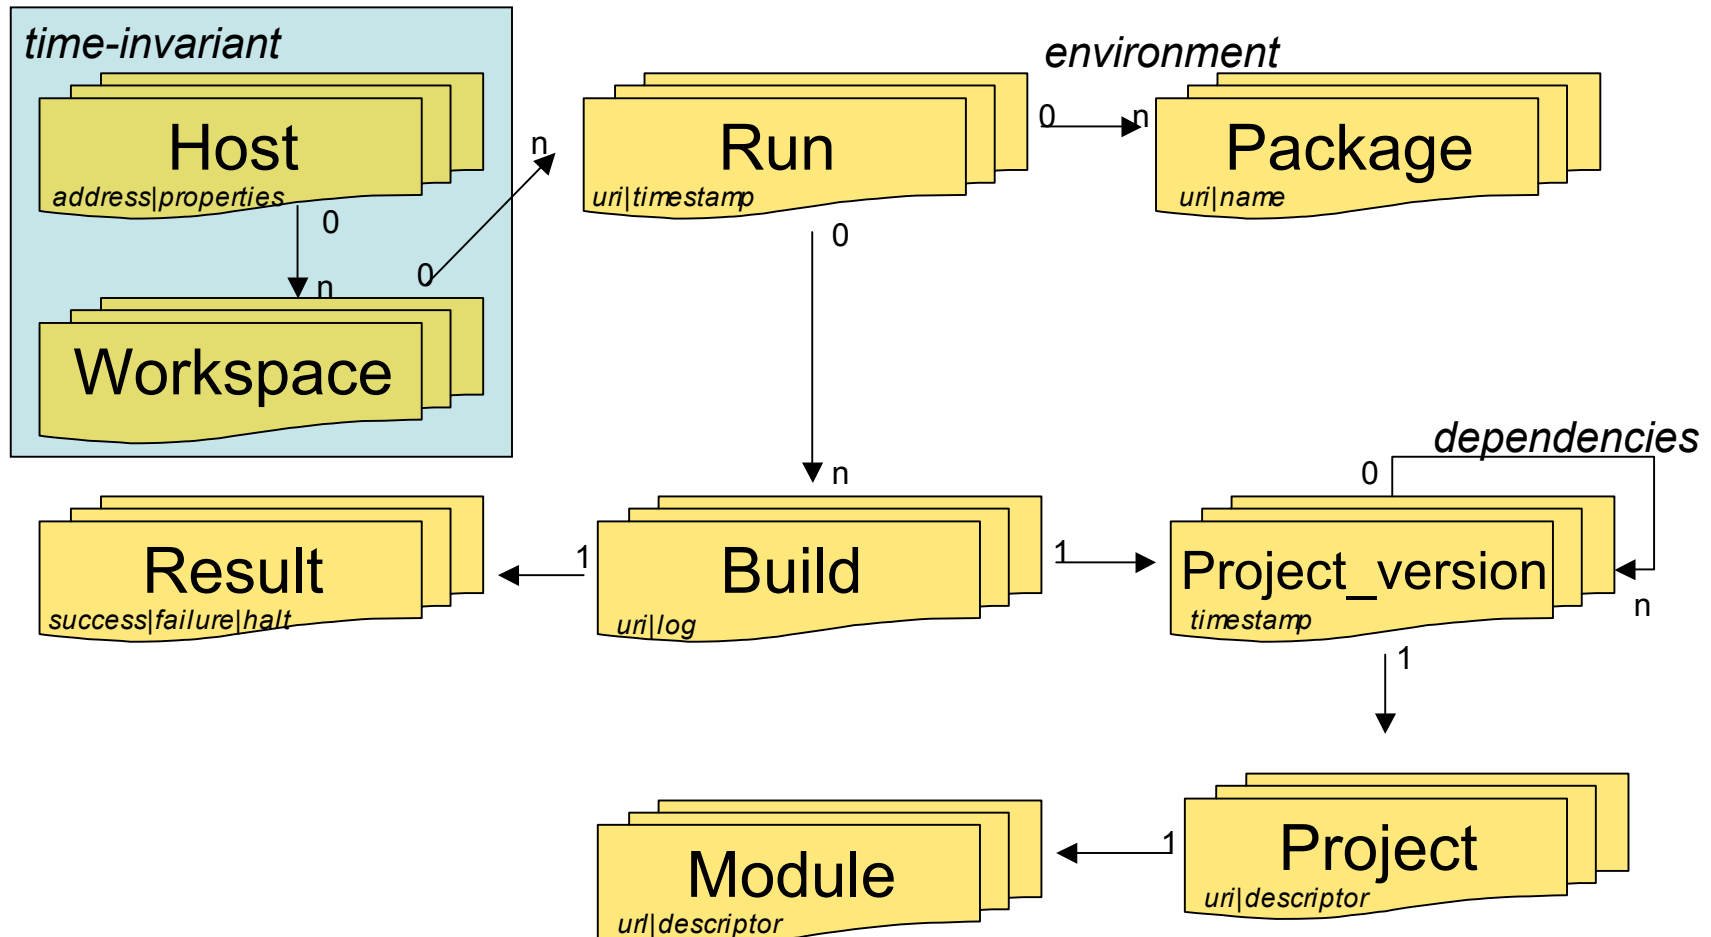 time-invariant
environment
Host
address|properties
0
n
0
n
Workspace
Run
uri|timestamp
0
n
Package
uri|name
0
n
dependencies
0
n
Result
success|failure|halt
1
Build
uri|log
1
Project_version
timestamp
1
Module
url|descriptor
1
Project
uri|descriptor